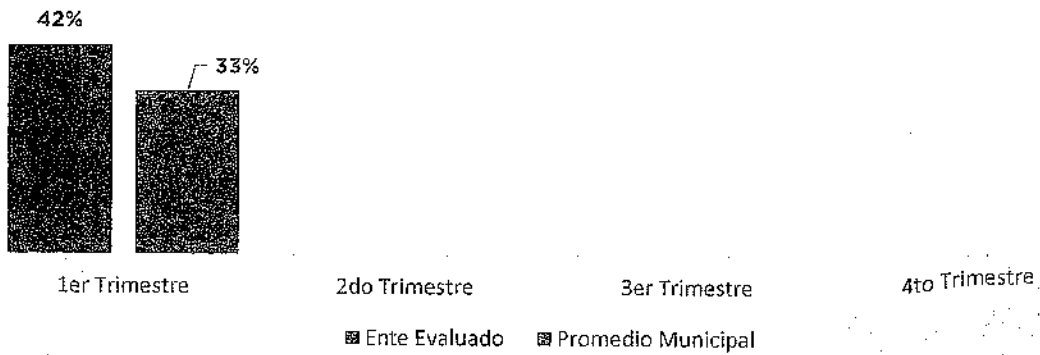 42%
33%
1er Trimestre 2do Trimestre 3er Trimestre 4to Trimestre
Ente Evaluado Promedio Municipal